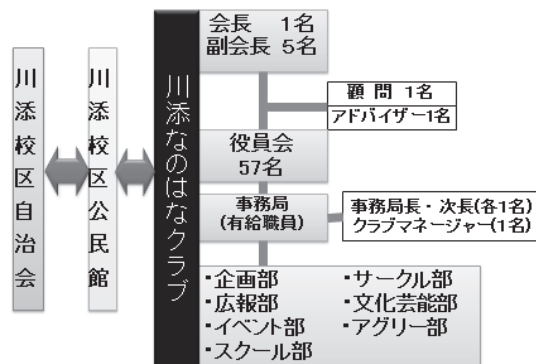 川添校区自治会
川添校区公民館
川添なのはなクラブ
会長 1名
副会長 5名
顧問 1名
アドバイザー1名
役員会
57名
事務局
(有給職員)
事務局長・次長(各1名)
クラブマネージャー(1名)
・企画部 ・サークル部
・広報部 ・文化芸能部
・イベント部 ・アグリー部
・スクール部